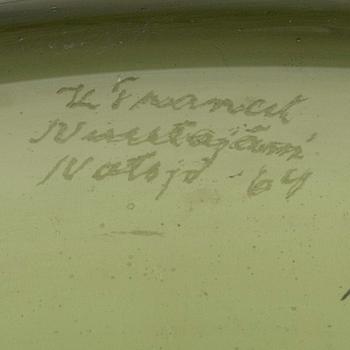 K Franck
Nuutajärvi
Notsjö '64